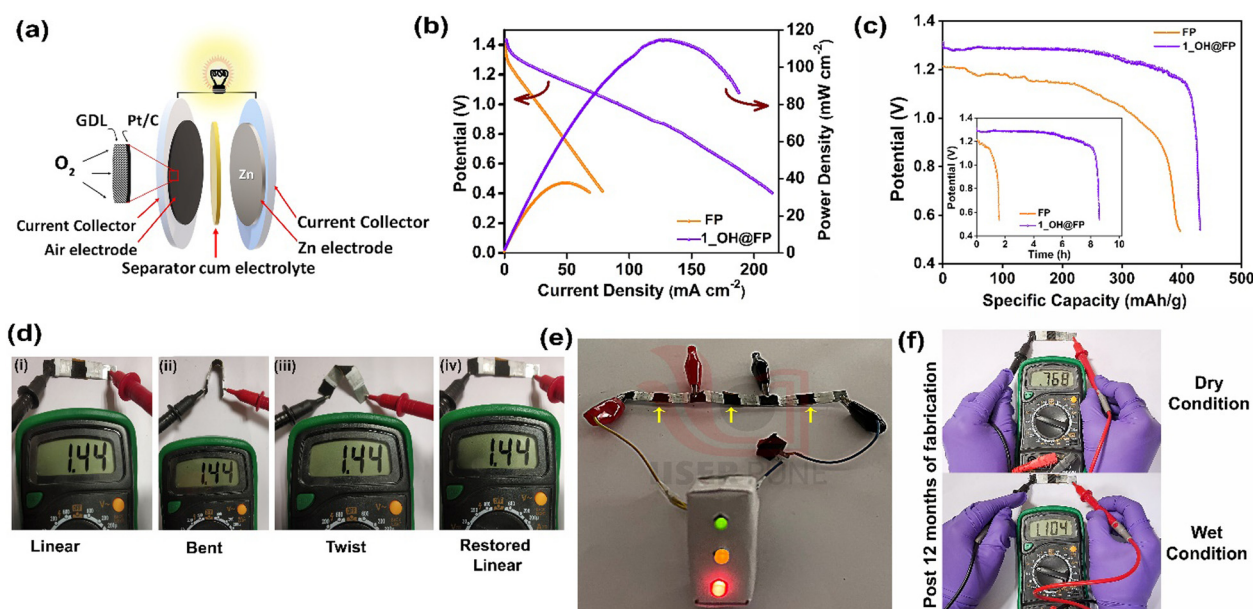 (a)
GDL
Pt/C
O2
Zn
Current Collector
Air electrode
Current Collector
Zn electrode
Separator cum electrolyte
(b)
1.4
1.2
1.0
0.8
0.6
0.4
0.2
0.0
Potential (V)
0
50
100
150
200
Current Density (mA cm-2)
120
100
80
60
40
20
0
Power Density (mW cm-2)
FP
1_OH@FP
(c)
1.4
1.2
1.0
0.8
0.6
0.4
Potential (V)
0
100
200
300
400
500
Specific Capacity (mAh/g)
FP
1_OH@FP
1.4
1.2
1.0
0.8
0.6
0.4
Potential (V)
0
2
4
6
8
10
Time (h)
FP
1_OH@FP
(d)
(i)
(ii)
(iii)
(iv)
1.44
1.44
1.44
1.44
Linear
Bent
Twist
Restored
Linear
(e)
IISER PUNE
(f)
Post 12 months of fabrication
.768
Dry
Condition
1.104
Wet
Condition